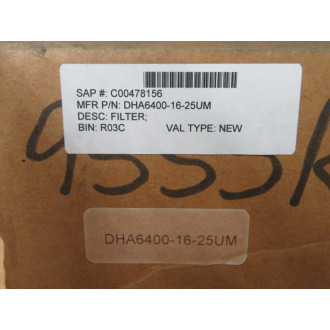 SAP #: C00478156
MFR P/N: DHA6400-16-25UM
DESC: FILTER;
BIN: R03C VAL TYPE: NEW
DHA6400-16-25UM